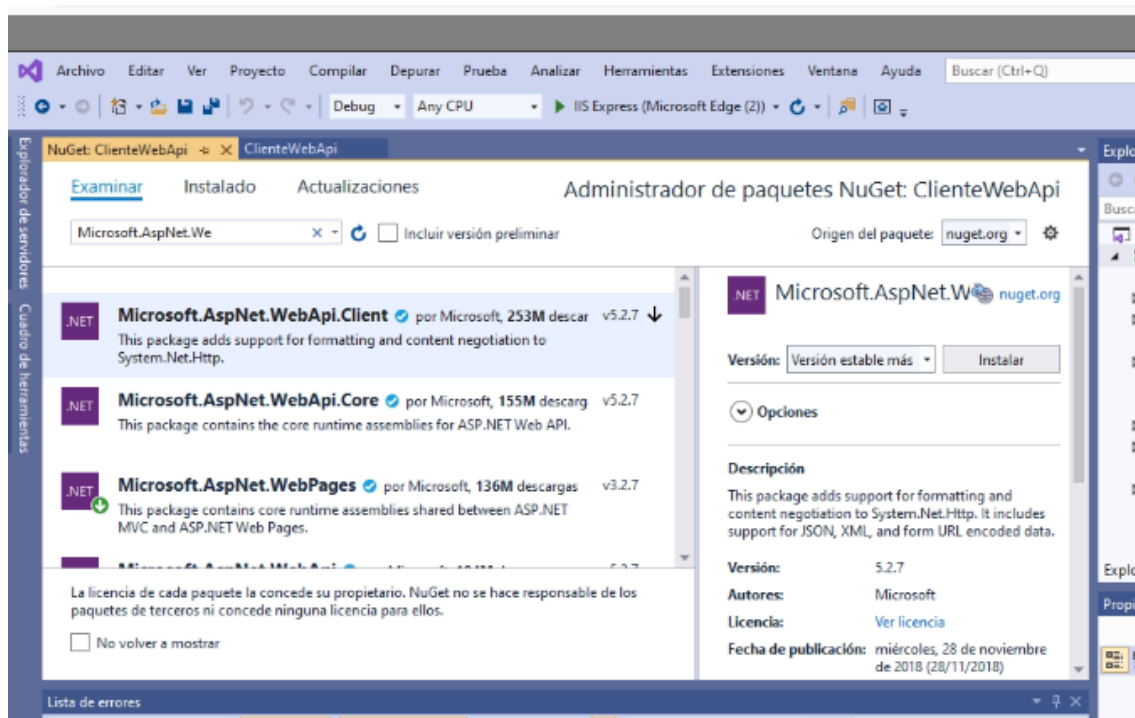 Archivo Editar Ver Proyecto Compilar Depurar Prueba Analizar Herramientas Extensiones Ventana Ayuda Buscar (Ctrl+Q)
Debug Any CPU IIS Express (Microsoft Edge (2))
Explorador de servidores
Cuadro de herramientas
NuGet: ClienteWebApi ClienteWebApi
Explo
Examinar Instalado Actualizaciones Administrador de paquetes NuGet: ClienteWebApi
Busca
Microsoft.AspNet.We Incluir versión preliminar Origen del paquete: nuget.org
.NET Microsoft.AspNet.WebApi.Client por Microsoft, 253M descar v5.2.7
This package adds support for formatting and content negotiation to
System.Net.Http.
.NET Microsoft.AspNet.WebApi.Core por Microsoft, 155M descarg v5.2.7
This package contains the core runtime assemblies for ASP.NET Web API.
.NET Microsoft.AspNet.WebPages por Microsoft, 136M descargas v3.2.7
This package contains core runtime assemblies shared between ASP.NET
MVC and ASP.NET Web Pages.
Microsoft.AspNet.WebApi
La licencia de cada paquete la concede su propietario. NuGet no se hace responsable de los
paquetes de terceros ni concede ninguna licencia para ellos.
No volver a mostrar
.NET Microsoft.AspNet.W nuget.org
Versión: Versión estable más Instalar
Opciones
Descripción
This package adds support for formatting and
content negotiation to System.Net.Http. It includes
support for JSON, XML, and form URL encoded data.
Versión: 5.2.7
Autores: Microsoft
Licencia: Ver licencia
Fecha de publicación: miércoles, 28 de noviembre
de 2018 (28/11/2018)
Explo
Propi
Lista de errores